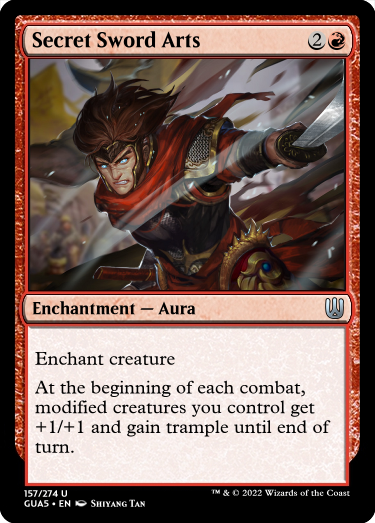 Secret Sword Arts 2
Enchantment — Aura
Enchant creature
At the beginning of each combat,
modified creatures you control get
+1/+1 and gain trample until end of
turn.
157/274 U
GUA5 • EN SHIYANG TAN
™ & © 2022 Wizards of the Coast